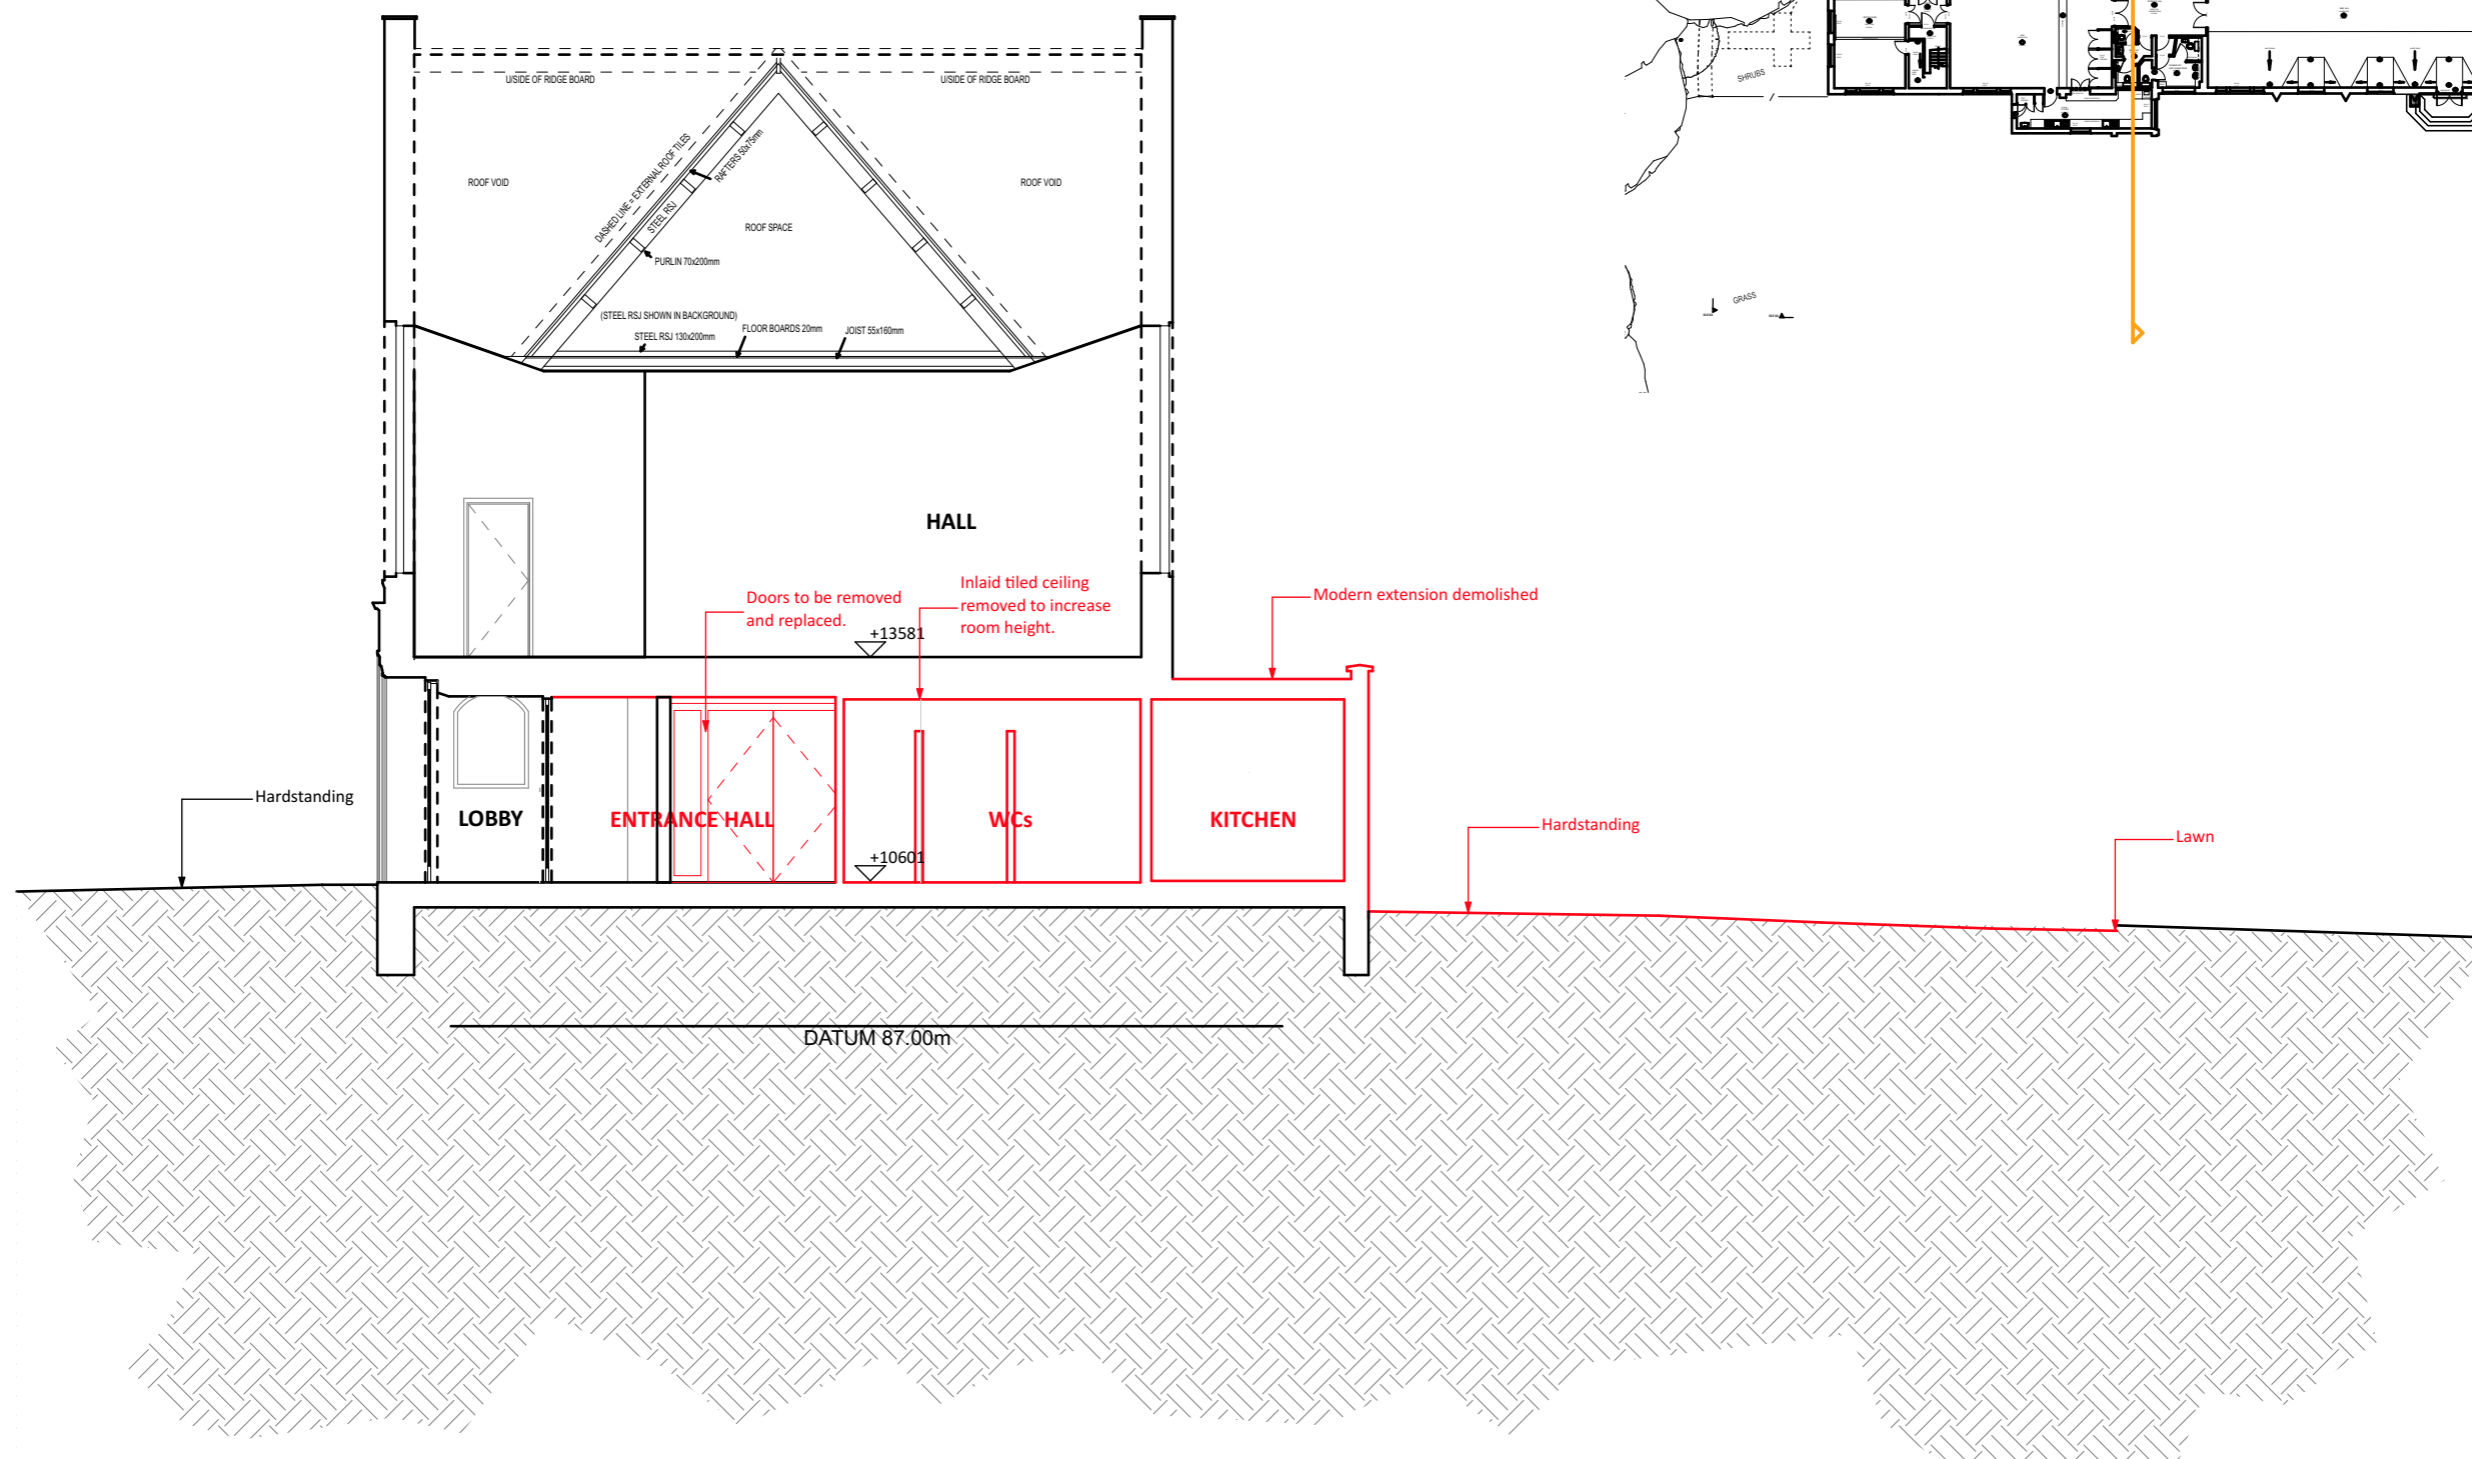 SHRUBS
GRASS
U/SIDE OF RIDGE BOARD
U/SIDE OF RIDGE BOARD
DASHED LINE = EXTERNAL ROOF TILES
RAFTERS 50x75mm
STEEL RSJ
ROOF VOID
ROOF VOID
ROOF SPACE
PURLIN 70x200mm
(STEEL RSJ SHOWN IN BACKGROUND)
STEEL RSJ 130x200mm
FLOOR BOARDS 20mm
JOIST 55x160mm
HALL
Doors to be removed
and replaced.
Inlaid tiled ceiling
removed to increase
room height.
Modern extension demolished
+13581
Hardstanding
LOBBY
ENTRANCE HALL
WCs
KITCHEN
Hardstanding
Lawn
+10601
DATUM 87.00m